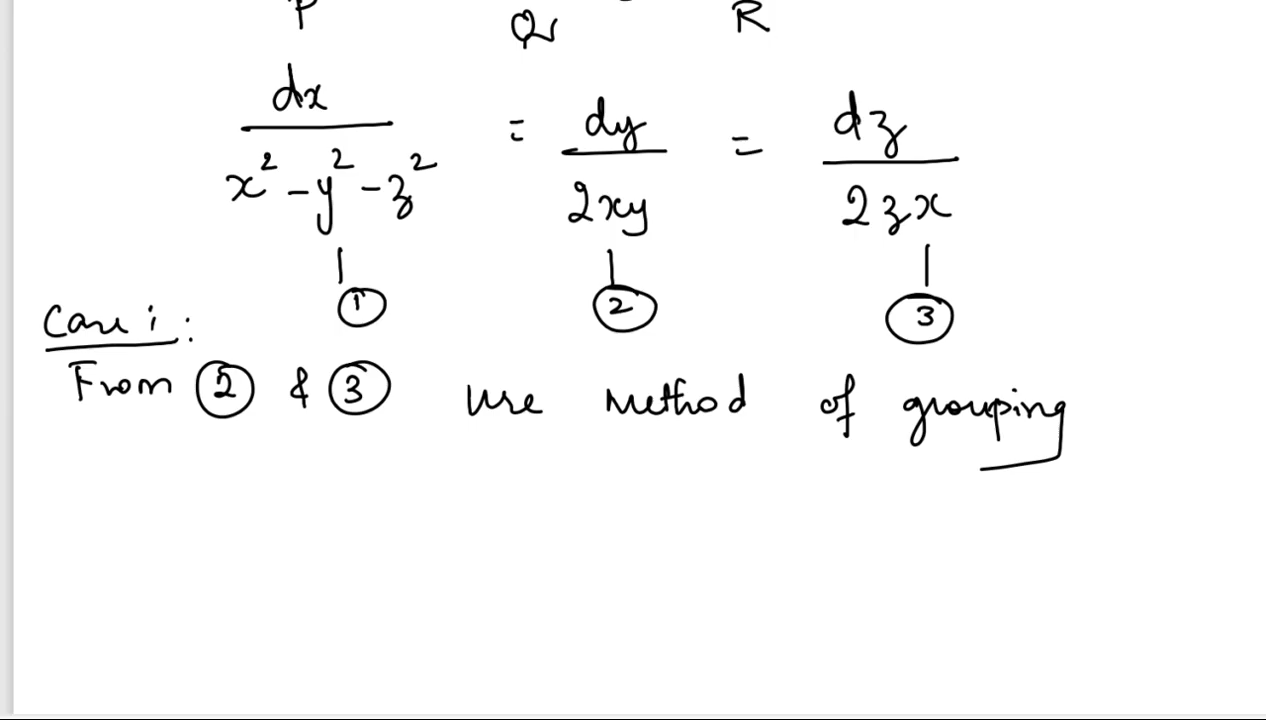 P Q R
dx / (x² - y² - z²) = dy / 2xy = dz / 2zx
① ② ③
Case i:
From ② & ③ use method of grouping